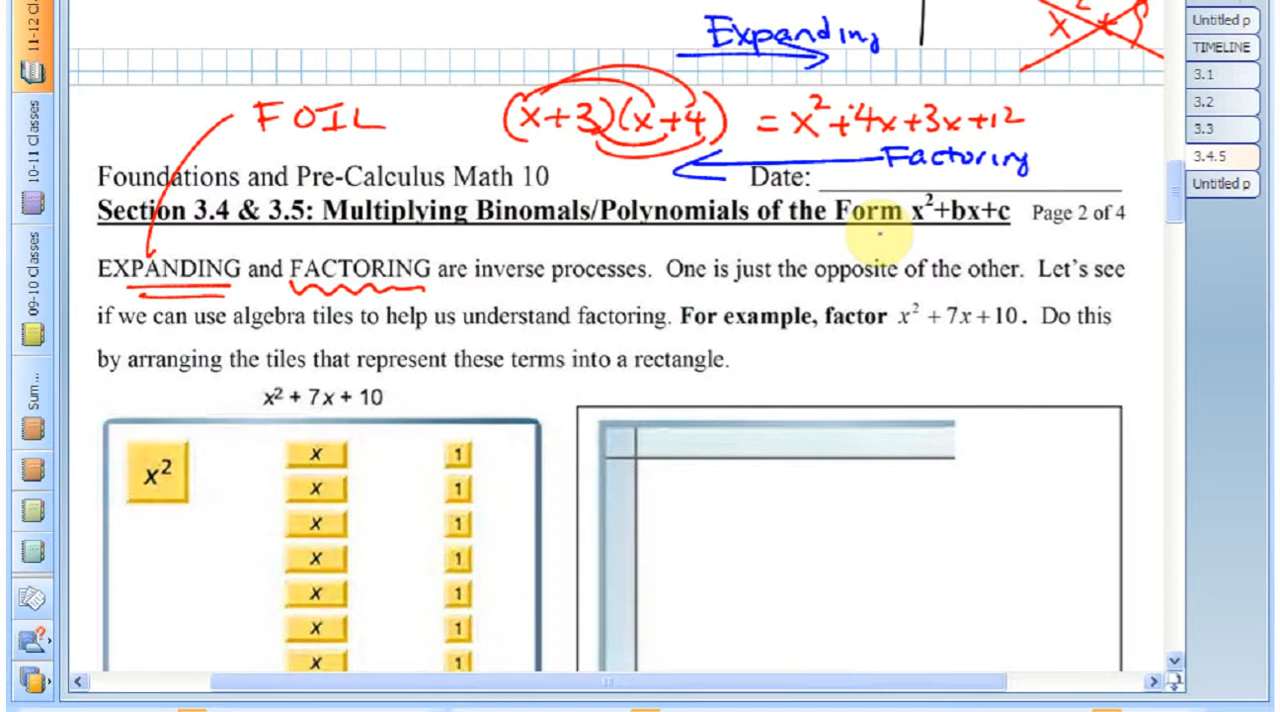 Expanding
x² + 
FOIL (x+3)(x+4) = x²+4x+3x+12
Factoring
Foundations and Pre-Calculus Math 10 Date:
Section 3.4 & 3.5: Multiplying Binomals/Polynomials of the Form x²+bx+c Page 2 of 4
EXPANDING and FACTORING are inverse processes. One is just the opposite of the other. Let's see
if we can use algebra tiles to help us understand factoring. For example, factor x² + 7x + 10. Do this
by arranging the tiles that represent these terms into a rectangle.
x² + 7x + 10
x² x 1
x 1
x 1
x 1
x 1
x 1
x 1
11-12 Cl
10-11 Classes
09-10 Classes
Sum...
Untitled p
TIMELINE
3.1
3.2
3.3
3.4.5
Untitled p